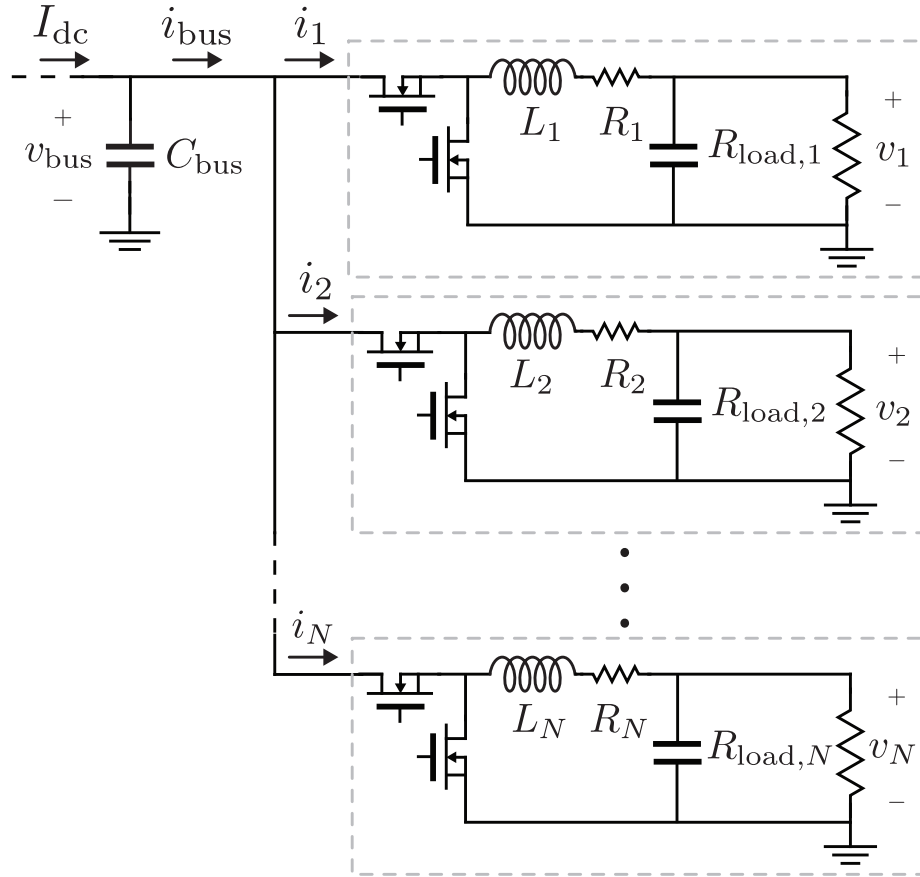 I_dc i_bus i_1
+
v_bus C_bus
−
L_1 R_1 R_load,1 + v_1 −
i_2
L_2 R_2 R_load,2 + v_2 −
i_N
L_N R_N R_load,N + v_N −